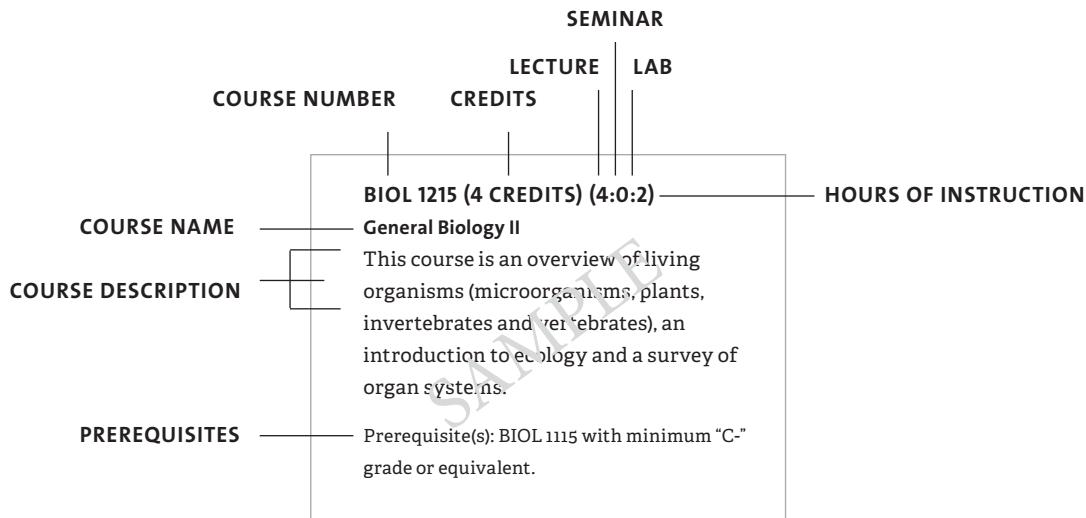 SEMINAR
LECTURE LAB
COURSE NUMBER CREDITS
BIOL 1215 (4 CREDITS) (4:0:2) HOURS OF INSTRUCTION
COURSE NAME General Biology II
This course is an overview of living
COURSE DESCRIPTION organisms (microorganisms, plants,
invertebrates and vertebrates), an
introduction to ecology and a survey of
organ systems.
SAMPLE
PREREQUISITES Prerequisite(s): BIOL 1115 with minimum “C-”
grade or equivalent.